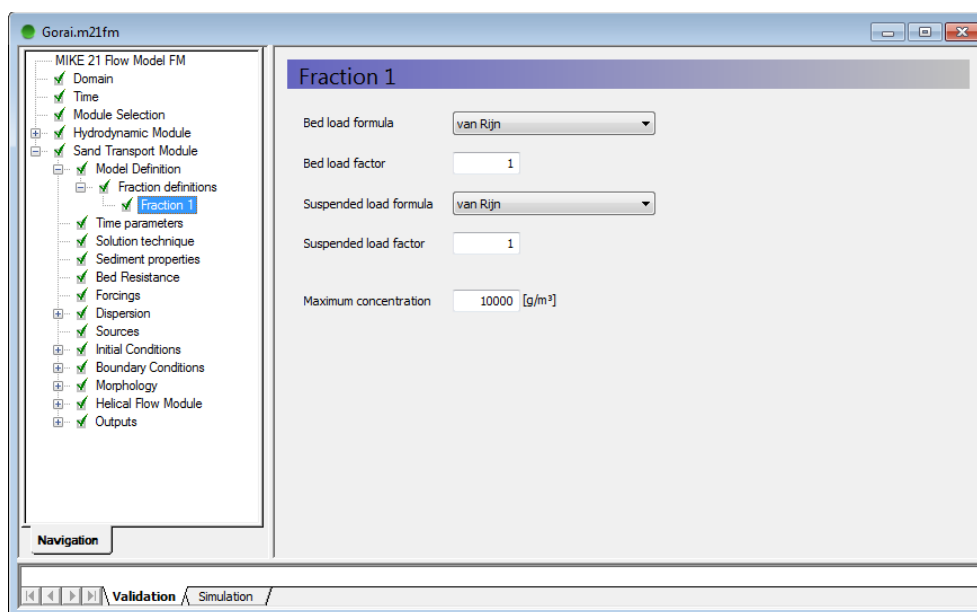 Gorai.m21fm
MIKE 21 Flow Model FM
Domain
Time
Module Selection
Hydrodynamic Module
Sand Transport Module
Model Definition
Fraction definitions
Fraction 1
Time parameters
Solution technique
Sediment properties
Bed Resistance
Forcings
Dispersion
Sources
Initial Conditions
Boundary Conditions
Morphology
Helical Flow Module
Outputs
Navigation
Fraction 1
Bed load formula van Rijn
Bed load factor 1
Suspended load formula van Rijn
Suspended load factor 1
Maximum concentration 10000 [g/m³]
Validation Simulation